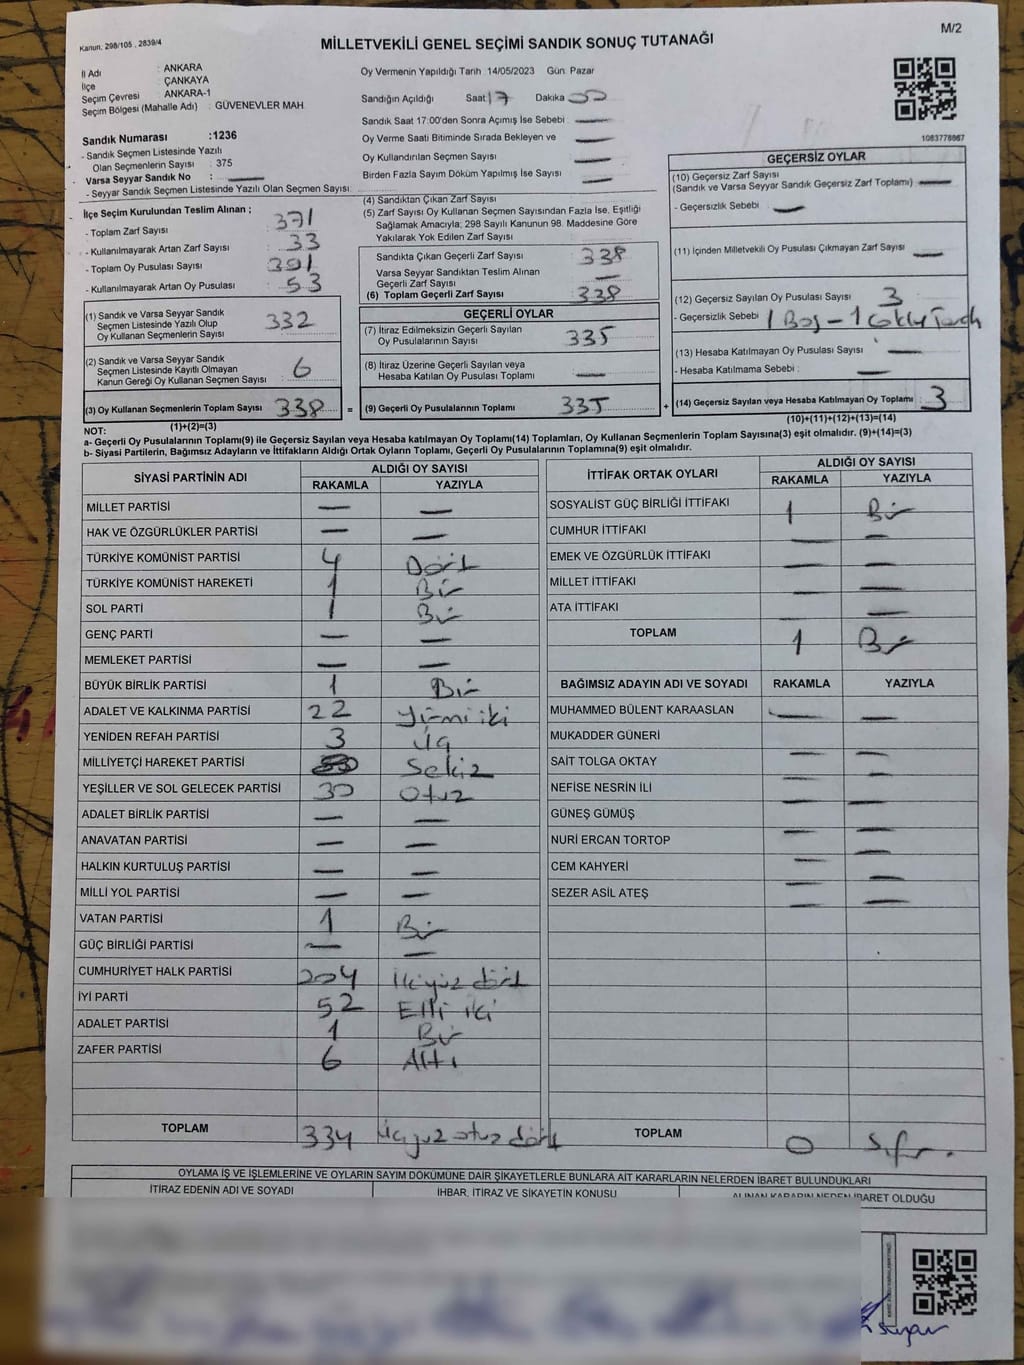 Kanun, 298/105 , 2839/4
M/2
MİLLETVEKİLİ GENEL SEÇİMİ SANDIK SONUÇ TUTANAĞI
İl Adı : ANKARA
İlçe ÇANKAYA
Seçim Çevresi ANKARA-1
Seçim Bölgesi (Mahalle Adı) : GÜVENEVLER MAH.
Sandık Numarası :1236
- Sandık Seçmen Listesinde Yazılı
Olan Seçmenlerin Sayısı : 375
- Varsa Seyyar Sandık No :
- Seyyar Sandık Seçmen Listesinde Yazılı Olan Seçmen Sayısı:
Oy Vermenin Yapıldığı Tarih 14/05/2023 Gün Pazar
Sandığın Açıldığı Saat 17 Dakika 00
Sandık Saat 17:00'den Sonra Açımış İse Sebebi :
Oy Verme Saati Bitiminde Sırada Bekleyen ve
Oy Kullandırılan Seçmen Sayısı
Birden Fazla Sayım Döküm Yapılmış İse Sayısı
1083778867
İlçe Seçim Kurulundan Teslim Alınan ;
- Toplam Zarf Sayısı : 371
- Kullanılmayarak Artan Zarf Sayısı : 33
- Toplam Oy Pusulası Sayısı : 391
- Kullanılmayarak Artan Oy Pusulası : 53
(1) Sandık ve Varsa Seyyar Sandık
Seçmen Listesinde Yazılı Olup
Oy Kullanan Seçmenlerin Sayısı : 332
(2) Sandık ve Varsa Seyyar Sandık
Seçmen Listesinde Kayıtlı Olmayan
Kanun Gereği Oy Kullanan Seçmen Sayısı : 6
(3) Oy Kullanan Seçmenlerin Toplam Sayısı : 338 =
(1)+(2)=(3)
(4) Sandıktan Çıkan Zarf Sayısı :
(5) Zarf Sayısı Oy Kullanan Seçmen Sayısından Fazla İse, Eşitliği
Sağlamak Amacıyla; 298 Sayılı Kanunun 98. Maddesine Göre
Yakılarak Yok Edilen Zarf Sayısı :
Sandıkta Çıkan Geçerli Zarf Sayısı : 338
Varsa Seyyar Sandıktan Teslim Alınan
Geçerli Zarf Sayısı :
(6) Toplam Geçerli Zarf Sayısı : 338
GEÇERLİ OYLAR
(7) İtiraz Edilmeksizin Geçerli Sayılan
Oy Pusulalarının Sayısı : 335
(8) İtiraz Üzerine Geçerli Sayılan veya
Hesaba Katılan Oy Pusulası Toplamı :
(9) Geçerli Oy Pusulalarının Toplamı : 335 +
GEÇERSİZ OYLAR
(10) Geçersiz Zarf Sayısı
(Sandık ve Varsa Seyyar Sandık Geçersiz Zarf Toplamı) :
- Geçersizlik Sebebi :
(11) İçinden Milletvekili Oy Pusulası Çıkmayan Zarf Sayısı :
(12) Geçersiz Sayılan Oy Pusulası Sayısı : 3
- Geçersizlik Sebebi : 1 Boş - 1
(13) Hesaba Katılmayan Oy Pusulası Sayısı :
- Hesaba Katılmama Sebebi :
(14) Geçersiz Sayılan veya Hesaba Katılmayan Oy Toplamı : 3
(10)+(11)+(12)+(13)=(14)
NOT:
a- Geçerli Oy Pusulalarının Toplamı(9) ile Geçersiz Sayılan veya Hesaba katılmayan Oy Toplamı(14) Toplamları, Oy Kullanan Seçmenlerin Toplam Sayısına(3) eşit olmalıdır. (9)+(14)=(3)
b- Siyasi Partilerin, Bağımsız Adayların ve İttifakların Aldığı Ortak Oyların Toplamı, Geçerli Oy Pusulalarının Toplamına(9) eşit olmalıdır.
SİYASİ PARTİNİN ADI ALDIĞI OY SAYISI
RAKAMLA YAZIYLA
MİLLET PARTİSİ
HAK VE ÖZGÜRLÜKLER PARTİSİ
TÜRKİYE KOMÜNİST PARTİSİ 4 Dört
TÜRKİYE KOMÜNİST HAREKETİ 1 Bir
SOL PARTİ 1 Bir
GENÇ PARTİ
MEMLEKET PARTİSİ
BÜYÜK BİRLİK PARTİSİ 1 Bir
ADALET VE KALKINMA PARTİSİ 22 Yirmi iki
YENİDEN REFAH PARTİSİ 3 Üç
MİLLİYETÇİ HAREKET PARTİSİ Sekiz
YEŞİLLER VE SOL GELECEK PARTİSİ 30 Otuz
ADALET BİRLİK PARTİSİ
ANAVATAN PARTİSİ
HALKIN KURTULUŞ PARTİSİ
MİLLİ YOL PARTİSİ
VATAN PARTİSİ 1 Bir
GÜÇ BİRLİĞİ PARTİSİ
CUMHURİYET HALK PARTİSİ 204 İkiyüz dört
İYİ PARTİ 52 Elli iki
ADALET PARTİSİ 1 Bir
ZAFER PARTİSİ 6 Altı
TOPLAM 334 Üçyüz otuz dört
İTTİFAK ORTAK OYLARI ALDIĞI OY SAYISI
RAKAMLA YAZIYLA
SOSYALİST GÜÇ BİRLİĞİ İTTİFAKI 1 Bir
CUMHUR İTTİFAKI
EMEK VE ÖZGÜRLÜK İTTİFAKI
MİLLET İTTİFAKI
ATA İTTİFAKI
TOPLAM 1 Bir
BAĞIMSIZ ADAYIN ADI VE SOYADI RAKAMLA YAZIYLA
MUHAMMED BÜLENT KARAASLAN
MUKADDER GÜNERİ
SAİT TOLGA OKTAY
NEFİSE NESRİN İLİ
GÜNEŞ GÜMÜŞ
NURİ ERCAN TORTOP
CEM KAHYERİ
SEZER ASİL ATEŞ
TOPLAM 0 Sıfır.
OYLAMA İŞ VE İŞLEMLERİNE VE OYLARIN SAYIM DÖKÜMÜNE DAİR ŞİKAYETLERLE BUNLARA AİT KARARLARIN NELERDEN İBARET BULUNDUKLARI
İTİRAZ EDENİN ADI VE SOYADI İHBAR, İTİRAZ VE ŞİKAYETİN KONUSU ALINAN KARARIN NEDEN İBARET OLDUĞU